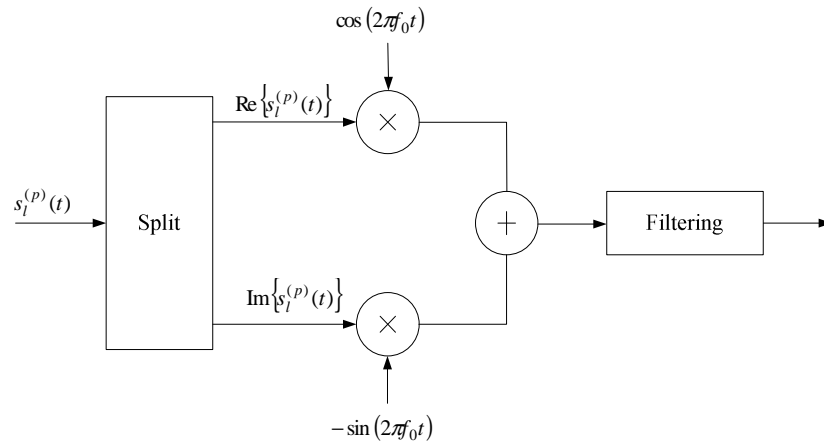 cos(2πf₀t)
Re{s_l^(p)(t)}
×
s_l^(p)(t)
Split
+
Filtering
Im{s_l^(p)(t)}
×
−sin(2πf₀t)